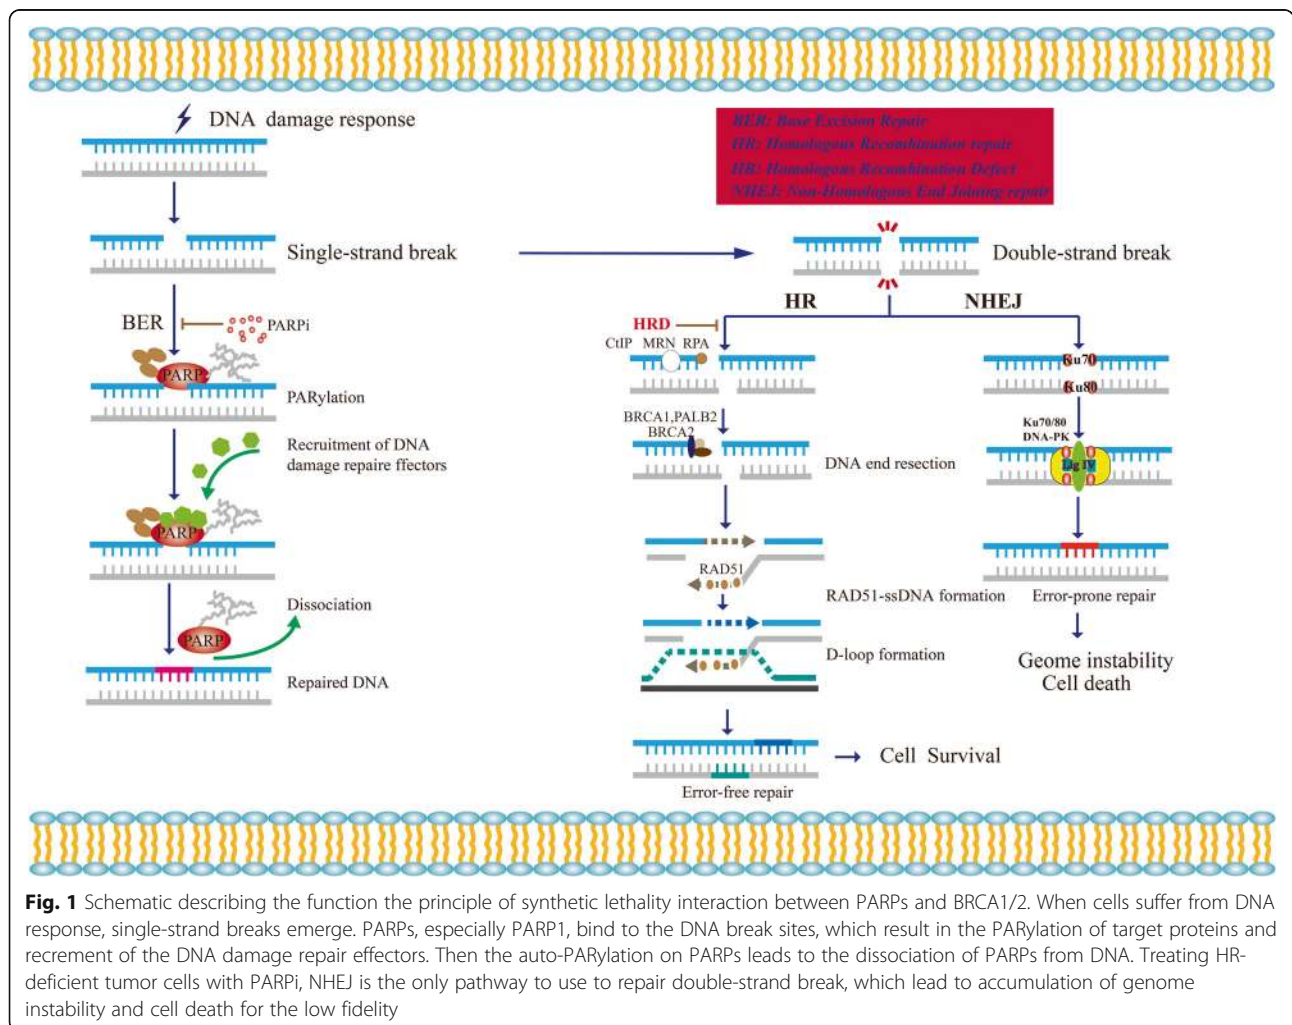 DNA damage response
BER: Base Excision Repair
HR: Homologous Recombination repair
HR: Homologous Recombination Defect
NHEJ: Non-Homologous End Joining repair
Single-strand break
Double-strand break
HR
NHEJ
BER
PARPi
HRD
CtIP MRN RPA
Ku70
Ku80
PARP
PARylation
BRCA1,PALB2
BRCA2
Ku70/80
DNA-PK
Recruitment of DNA
damage repaire ffectors
DNA end resection
Lig IV
PARP
RAD51
Error-prone repair
Dissociation
RAD51-ssDNA formation
PARP
D-loop formation
Geome instability
Cell death
Repaired DNA
Cell Survival
Error-free repair
Fig. 1 Schematic describing the function the principle of synthetic lethality interaction between PARPs and BRCA1/2. When cells suffer from DNA
response, single-strand breaks emerge. PARPs, especially PARP1, bind to the DNA break sites, which result in the PARylation of target proteins and
recrement of the DNA damage repair effectors. Then the auto-PARylation on PARPs leads to the dissociation of PARPs from DNA. Treating HR-
deficient tumor cells with PARPi, NHEJ is the only pathway to use to repair double-strand break, which lead to accumulation of genome
instability and cell death for the low fidelity